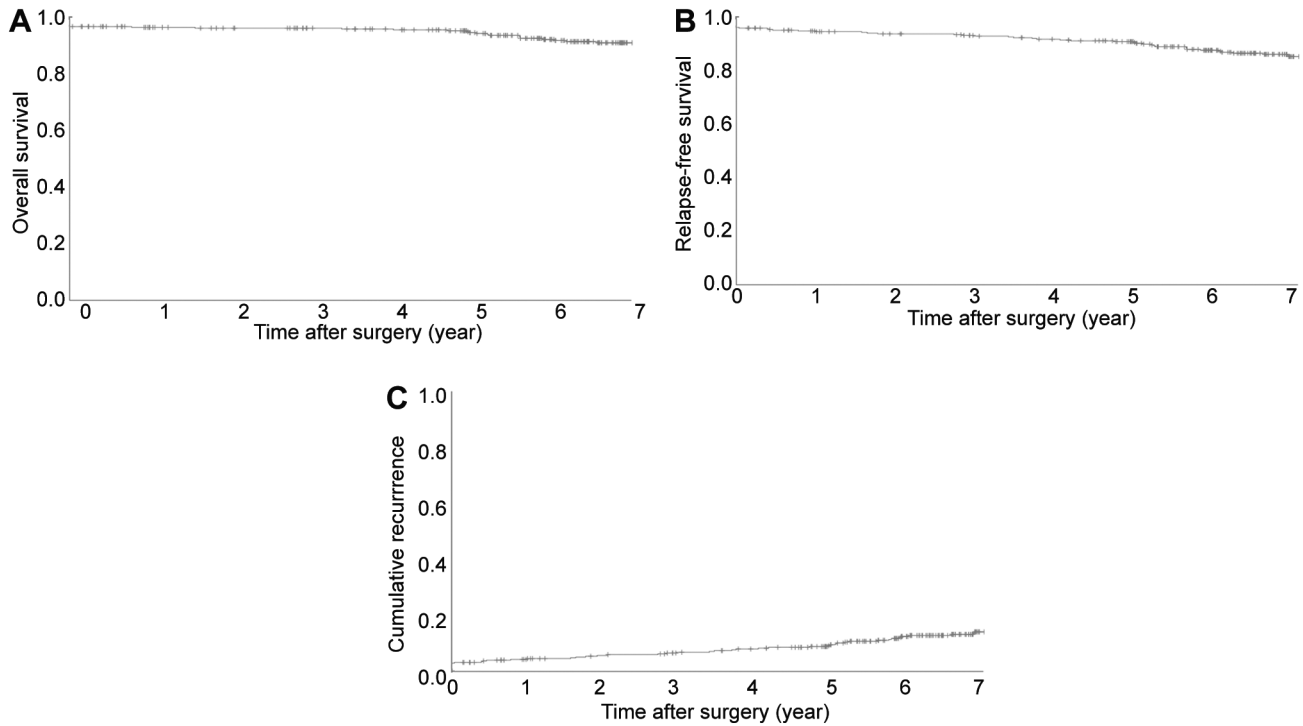 A
Overall survival
1.0
0.8
0.6
0.4
0.2
0.0
0 1 2 3 4 5 6 7
Time after surgery (year)
B
Relapse-free survival
1.0
0.8
0.6
0.4
0.2
0.0
0 1 2 3 4 5 6 7
Time after surgery (year)
C
Cumulative recurrrence
1.0
0.8
0.6
0.4
0.2
0.0
0 1 2 3 4 5 6 7
Time after surgery (year)